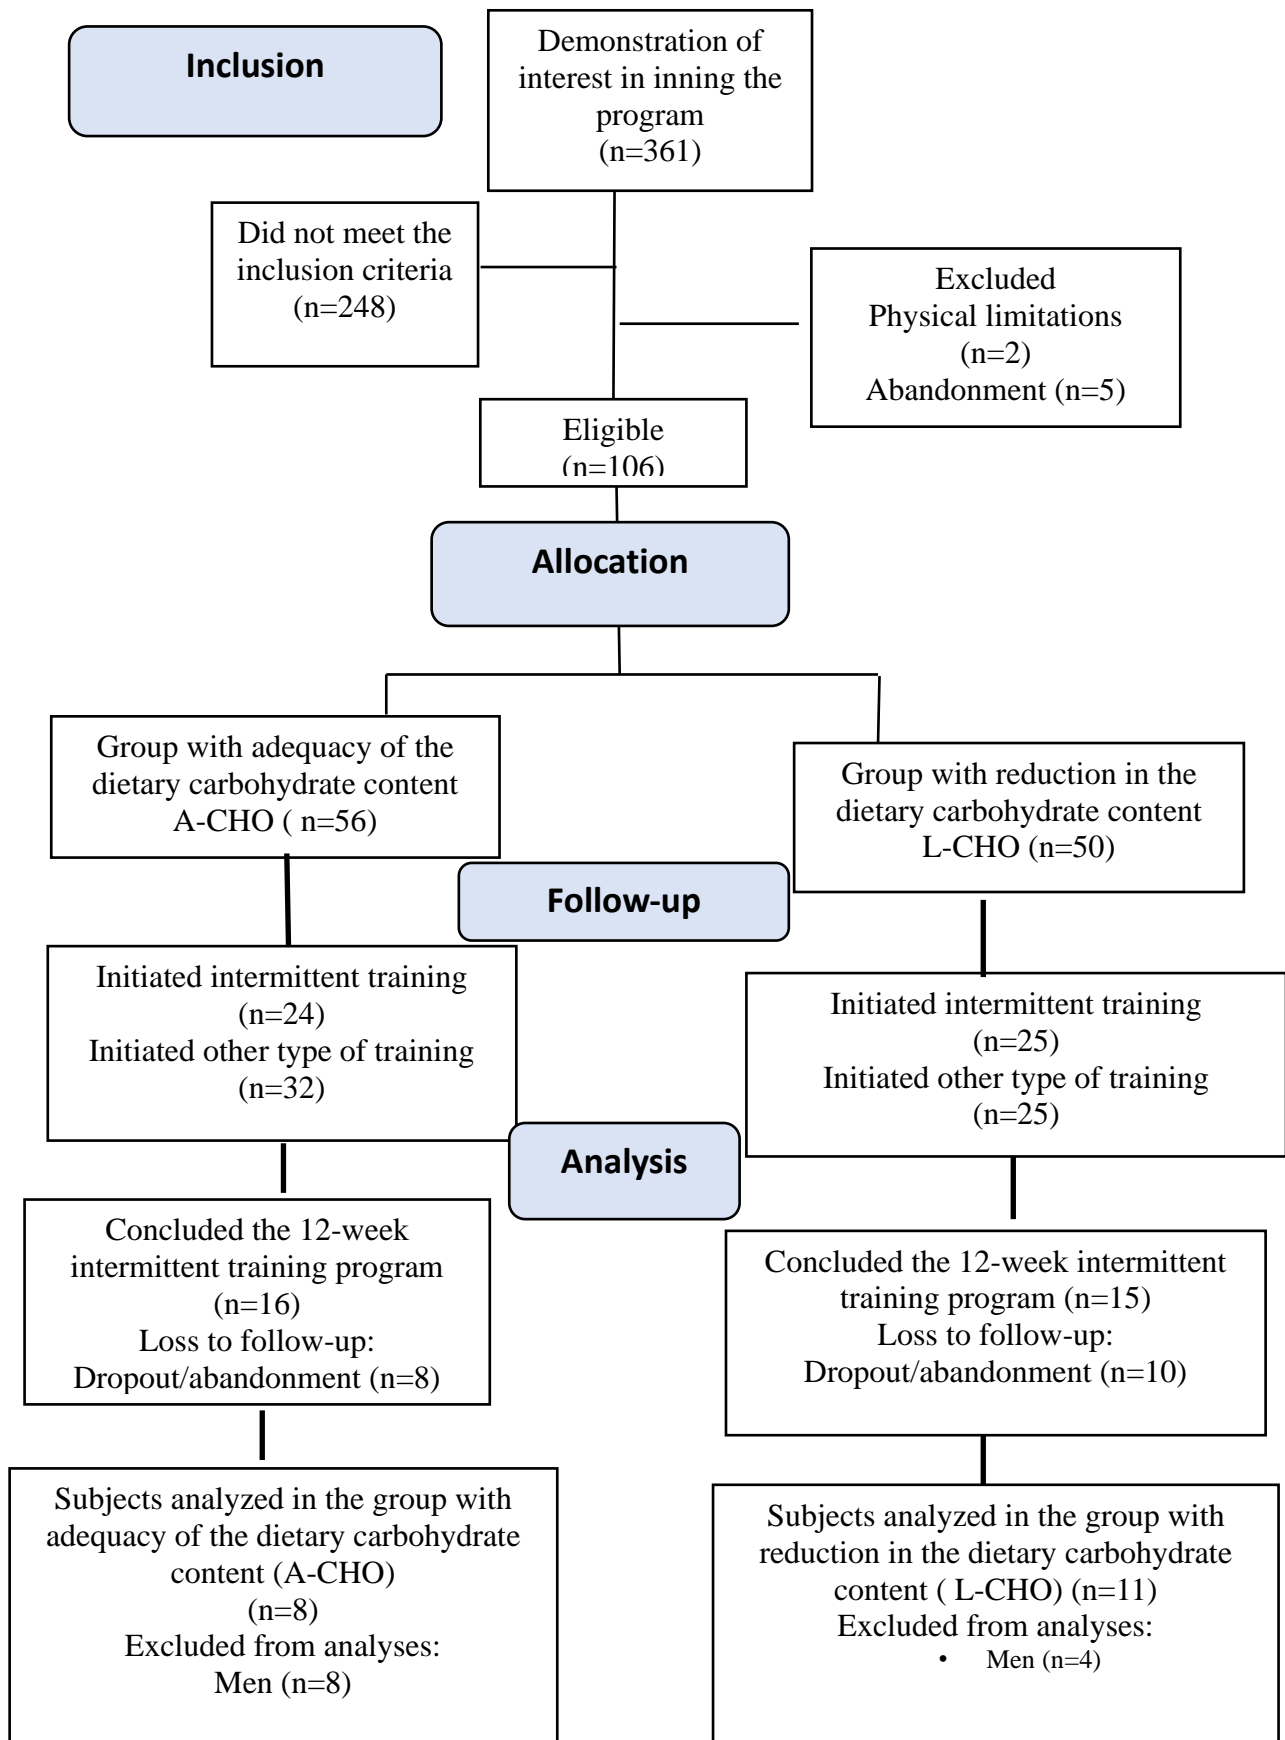 Inclusion
Demonstration of
interest in inning the
program
(n=361)
Did not meet the
inclusion criteria
(n=248)
Excluded
Physical limitations
(n=2)
Abandonment (n=5)
Eligible
(n=106)
Allocation
Group with adequacy of the
dietary carbohydrate content
A-CHO ( n=56)
Group with reduction in the
dietary carbohydrate content
L-CHO (n=50)
Follow-up
Initiated intermittent training
(n=24)
Initiated other type of training
(n=32)
Initiated intermittent training
(n=25)
Initiated other type of training
(n=25)
Analysis
Concluded the 12-week
intermittent training program
(n=16)
Loss to follow-up:
Dropout/abandonment (n=8)
Concluded the 12-week intermittent
training program (n=15)
Loss to follow-up:
Dropout/abandonment (n=10)
Subjects analyzed in the group with
adequacy of the dietary carbohydrate
content (A-CHO)
(n=8)
Excluded from analyses:
Men (n=8)
Subjects analyzed in the group with
reduction in the dietary carbohydrate
content ( L-CHO) (n=11)
Excluded from analyses:
• Men (n=4)